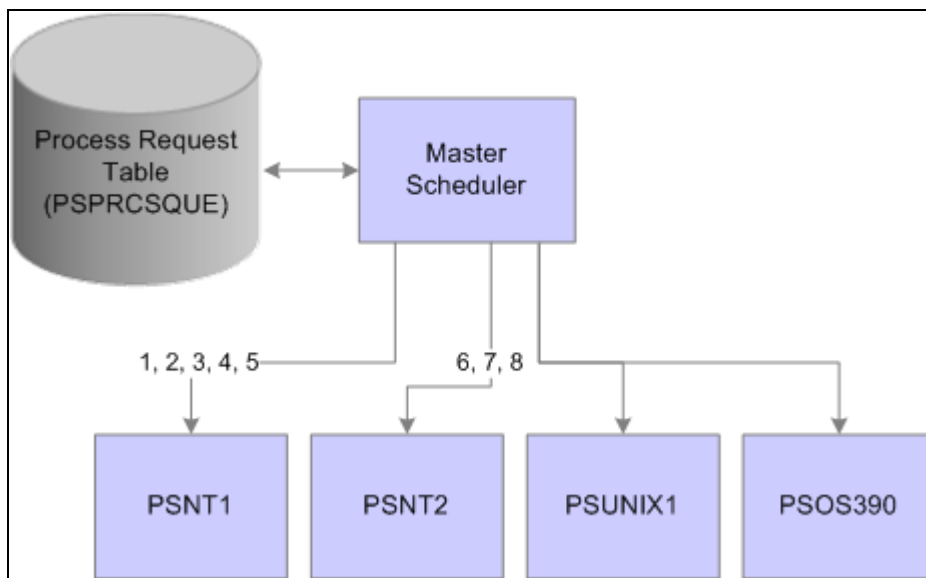 Process Request
Table
(PSPRCSQUE)
Master
Scheduler
1, 2, 3, 4, 5
6, 7, 8
PSNT1
PSNT2
PSUNIX1
PSOS390